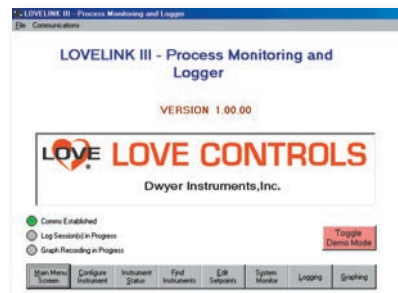 LOVELINK III - Process Monitoring and Logger
File Communications
LOVELINK III - Process Monitoring and
Logger
VERSION 1.00.00
LOVE LOVE CONTROLS
Dwyer Instruments,Inc.
Comms Established
Log Session(s) in Progress
Graph Recording in Progress
Toggle
Demo Mode
Main Menu Screen Configure Instrument Instrument Status Find Instruments Edit Setpoints System Monitor Logging Graphing